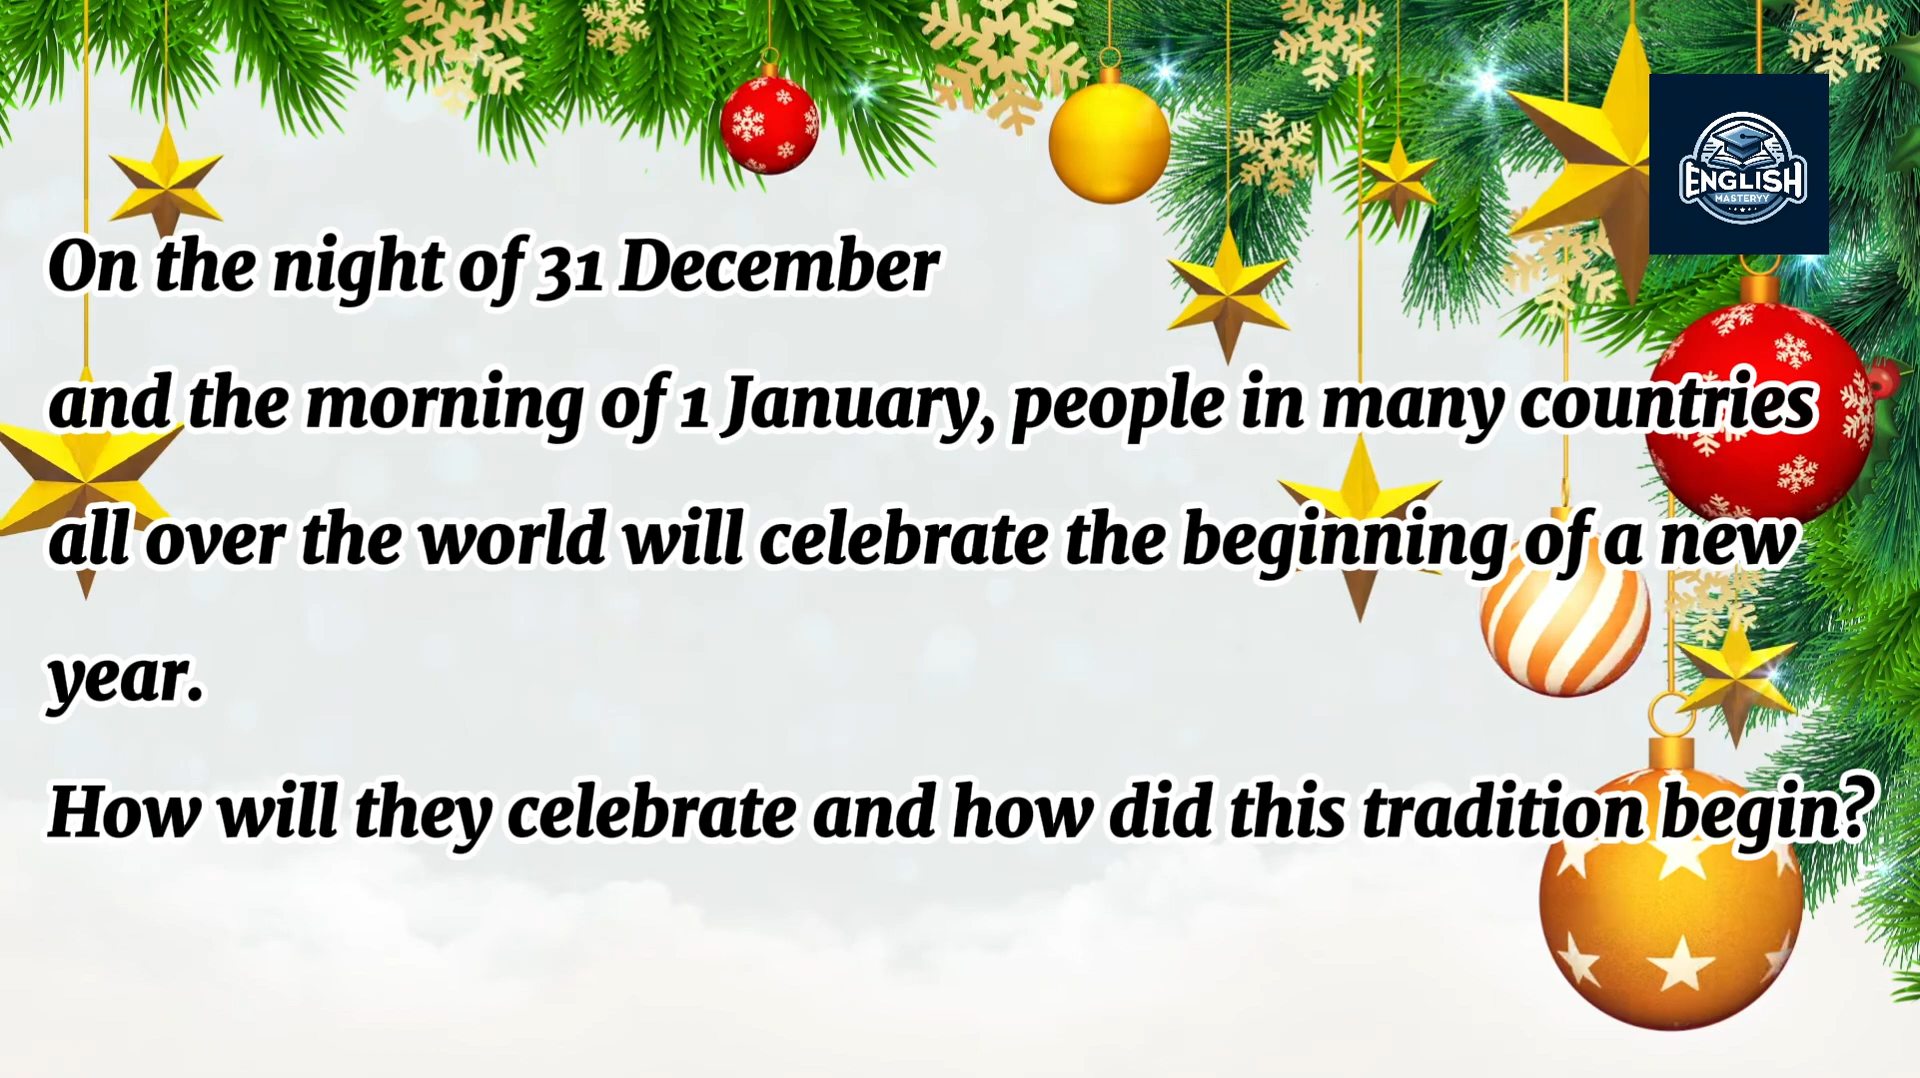 ENGLISH
MASTERYY
On the night of 31 December
and the morning of 1 January, people in many countries
all over the world will celebrate the beginning of a new
year.
How will they celebrate and how did this tradition begin?